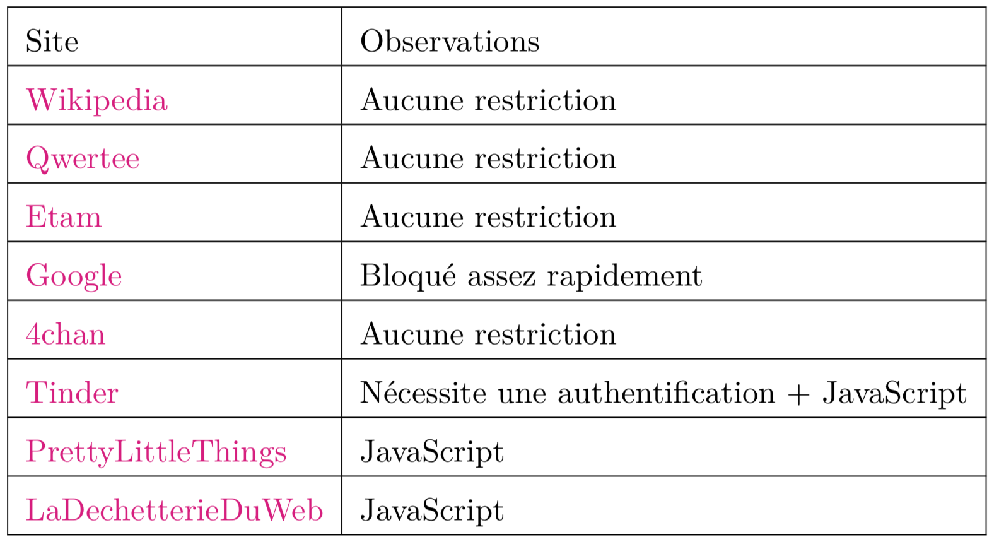 Site Observations
Wikipedia Aucune restriction
Qwertee Aucune restriction
Etam Aucune restriction
Google Bloqué assez rapidement
4chan Aucune restriction
Tinder Nécessite une authentification + JavaScript
PrettyLittleThings JavaScript
LaDechetterieDuWeb JavaScript